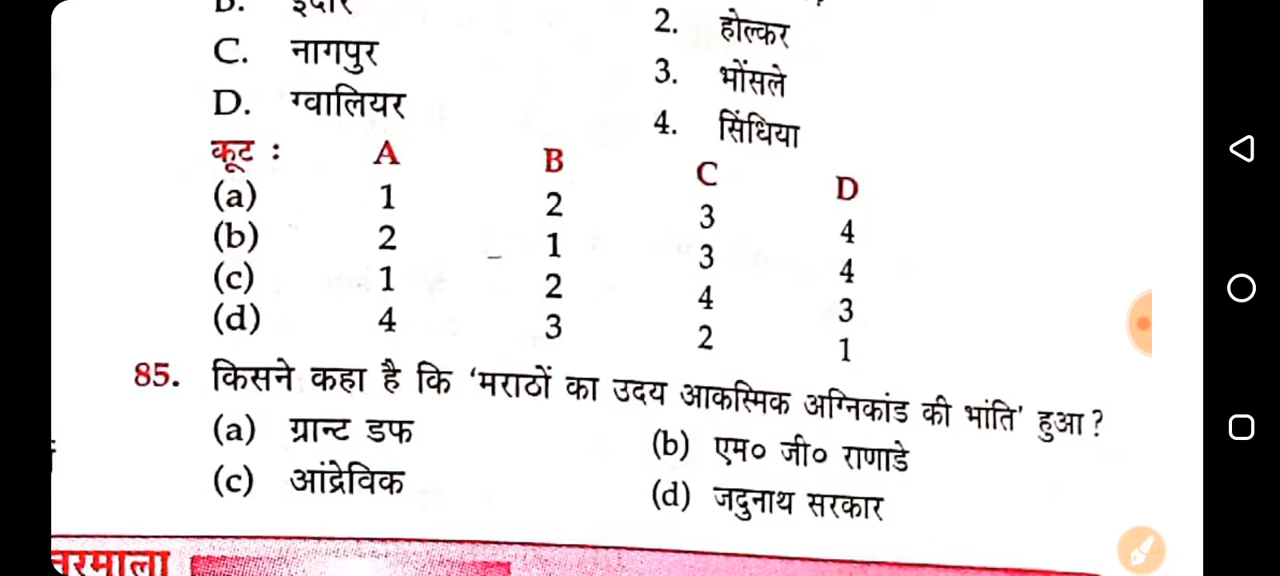 B. इंदौर
2. होल्कर
C. नागपुर
3. भोंसले
D. ग्वालियर
4. सिंधिया
कूट : A B C D
(a) 1 2 3 4
(b) 2 1 3 4
(c) 1 2 4 3
(d) 4 3 2 1
85. किसने कहा है कि ‘मराठों का उदय आकस्मिक अग्निकांड की भांति’ हुआ ?
(a) ग्रान्ट डफ (b) एम० जी० राणाडे
(c) आंद्रेविक (d) जदुनाथ सरकार